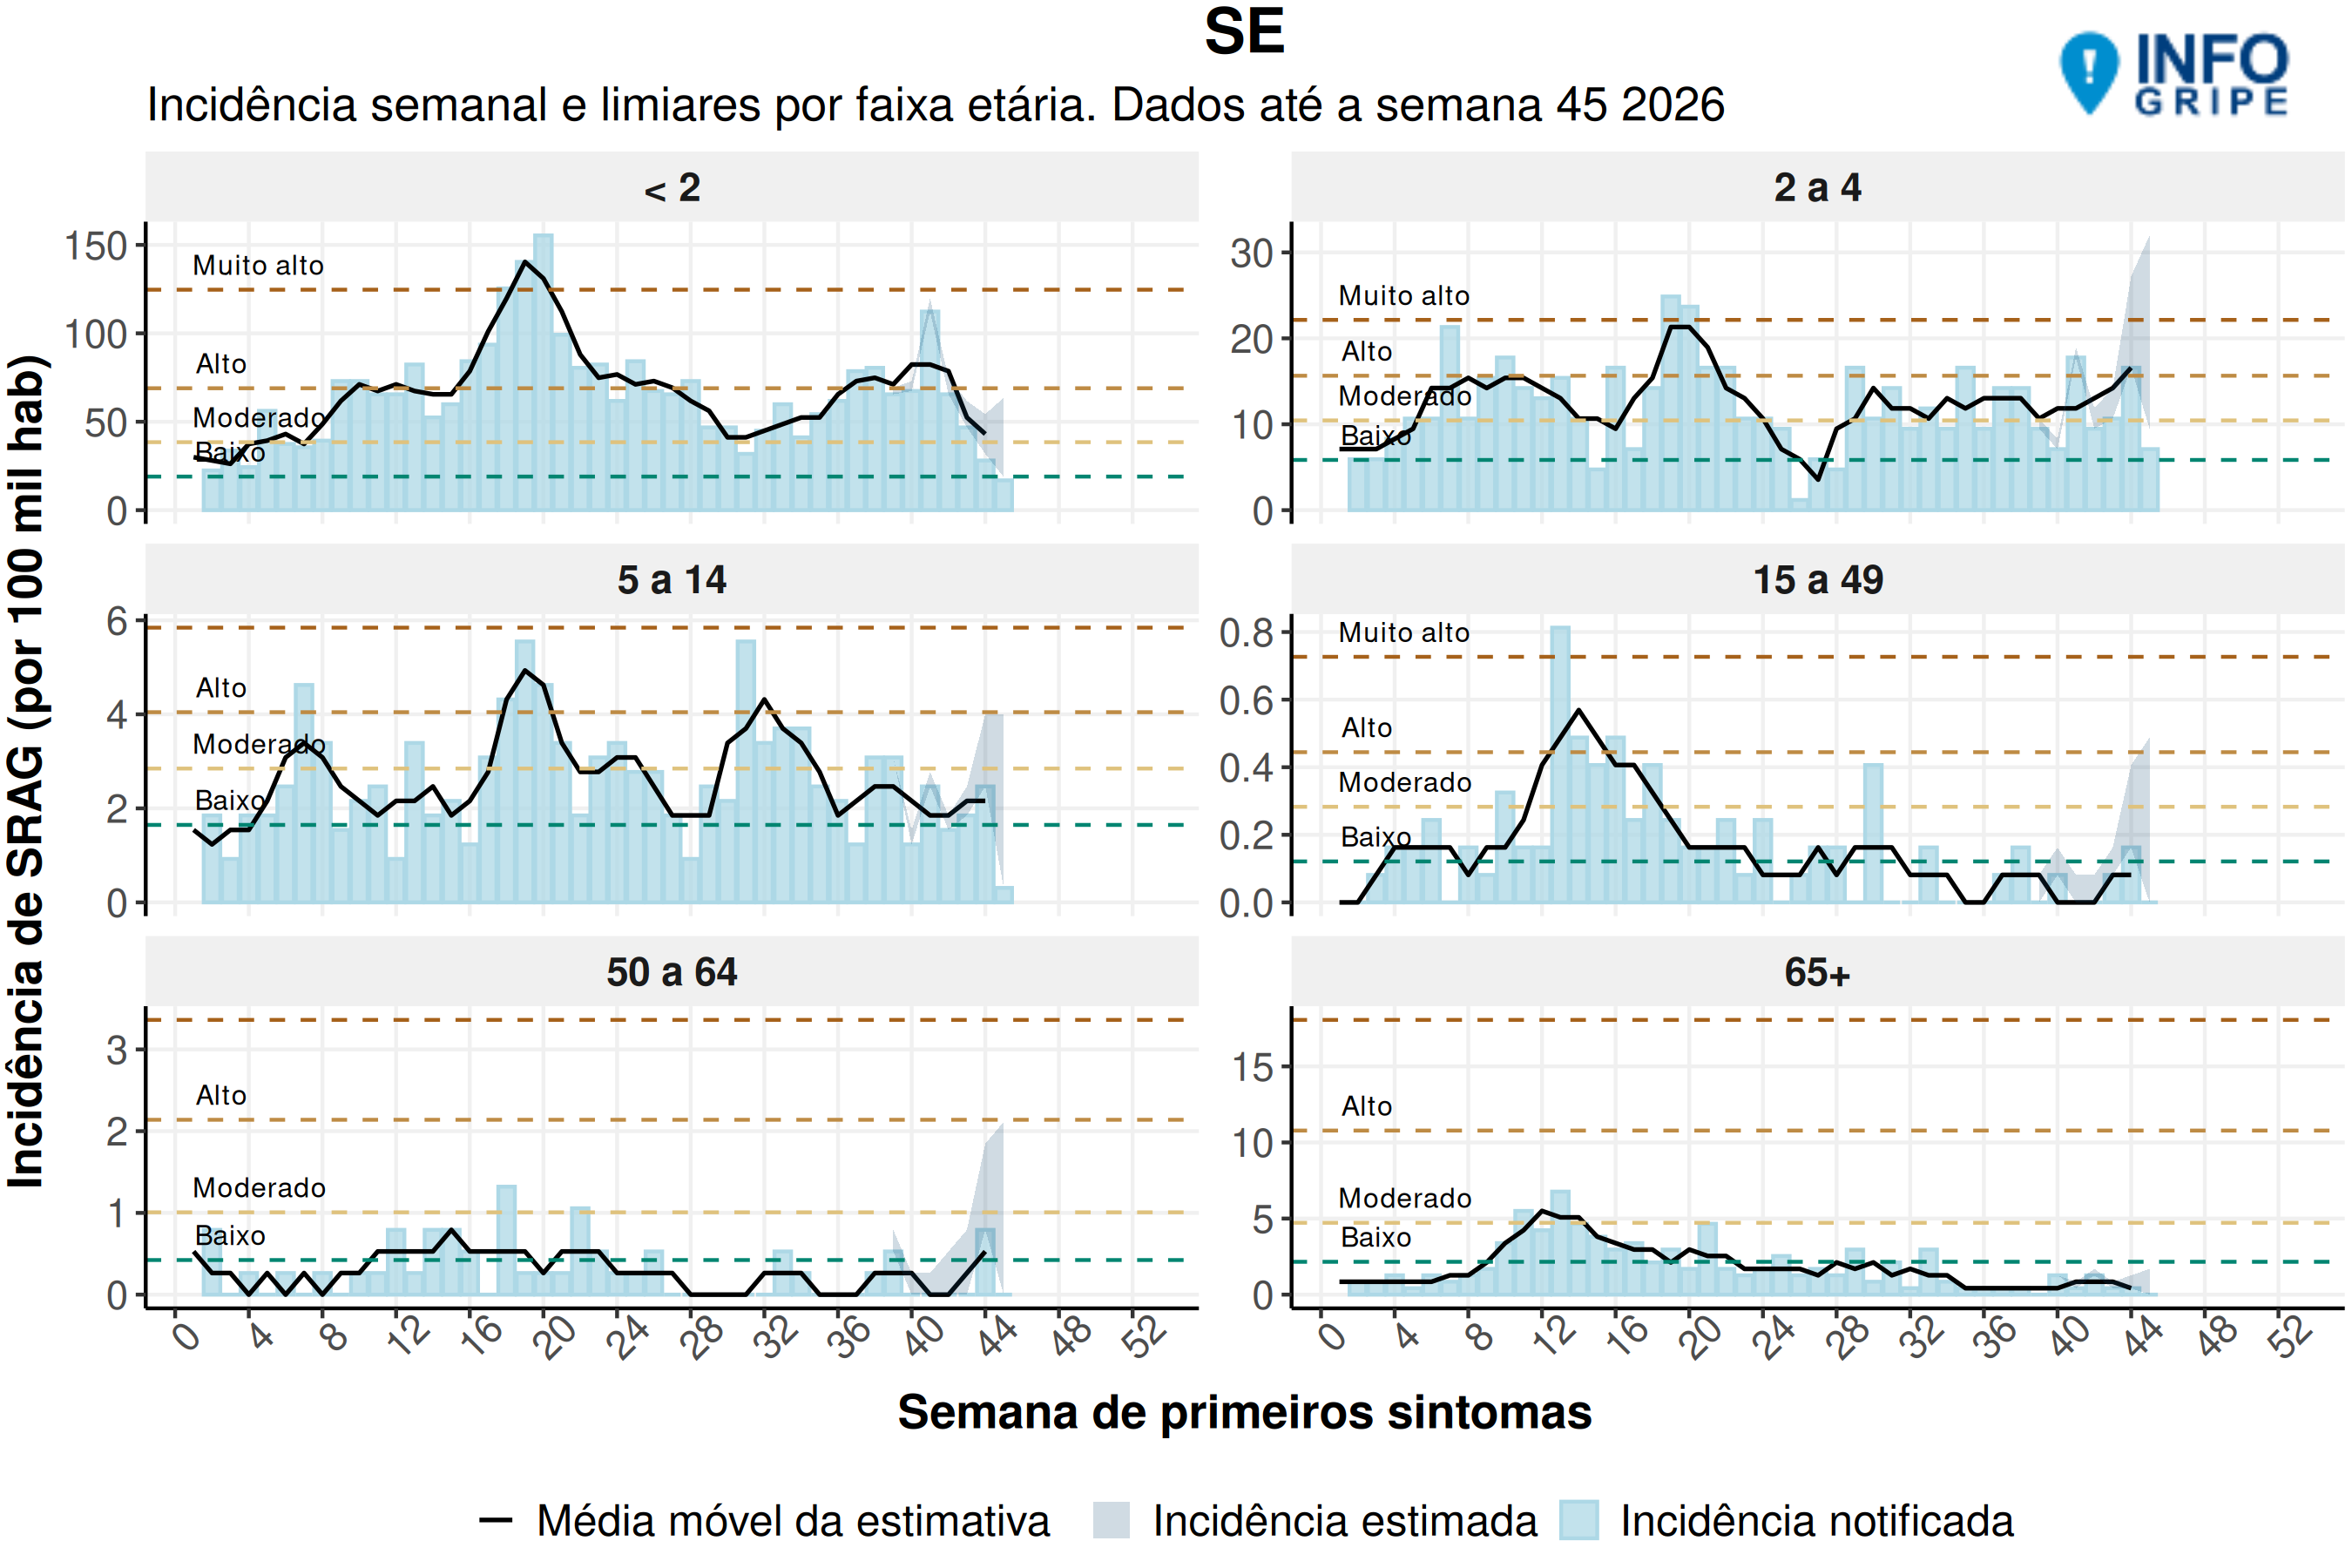 SE
INFO
GRIPE
Incidência semanal e limiares por faixa etária. Dados até a semana 45 2026
Incidência de SRAG (por 100 mil hab)
< 2
150
100
50
0
Muito alto
Alto
Moderado
Baixo
2 a 4
30
20
10
0
Muito alto
Alto
Moderado
Baixo
5 a 14
6
4
2
0
Alto
Moderado
Baixo
15 a 49
0.8
0.6
0.4
0.2
0.0
Muito alto
Alto
Moderado
Baixo
50 a 64
3
2
1
0
Alto
Moderado
Baixo
65+
15
10
5
0
Alto
Moderado
Baixo
0 4 8 12 16 20 24 28 32 36 40 44 48 52
0 4 8 12 16 20 24 28 32 36 40 44 48 52
Semana de primeiros sintomas
Média móvel da estimativa Incidência estimada Incidência notificada